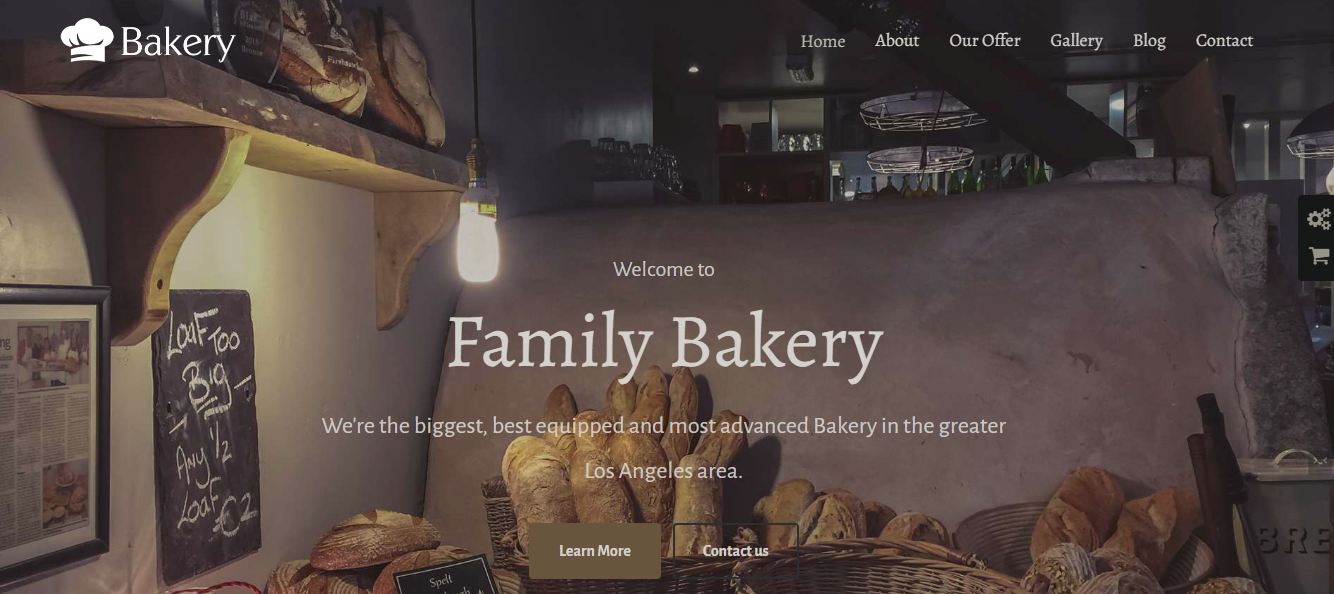 Bakery
Home About Our Offer Gallery Blog Contact
Welcome to
Family Bakery
We're the biggest, best equipped and most advanced Bakery in the greater
Los Angeles area.
Learn More Contact us
Loaf Too
Big
Any 1/2
Loaf £2
Spelt
BRE